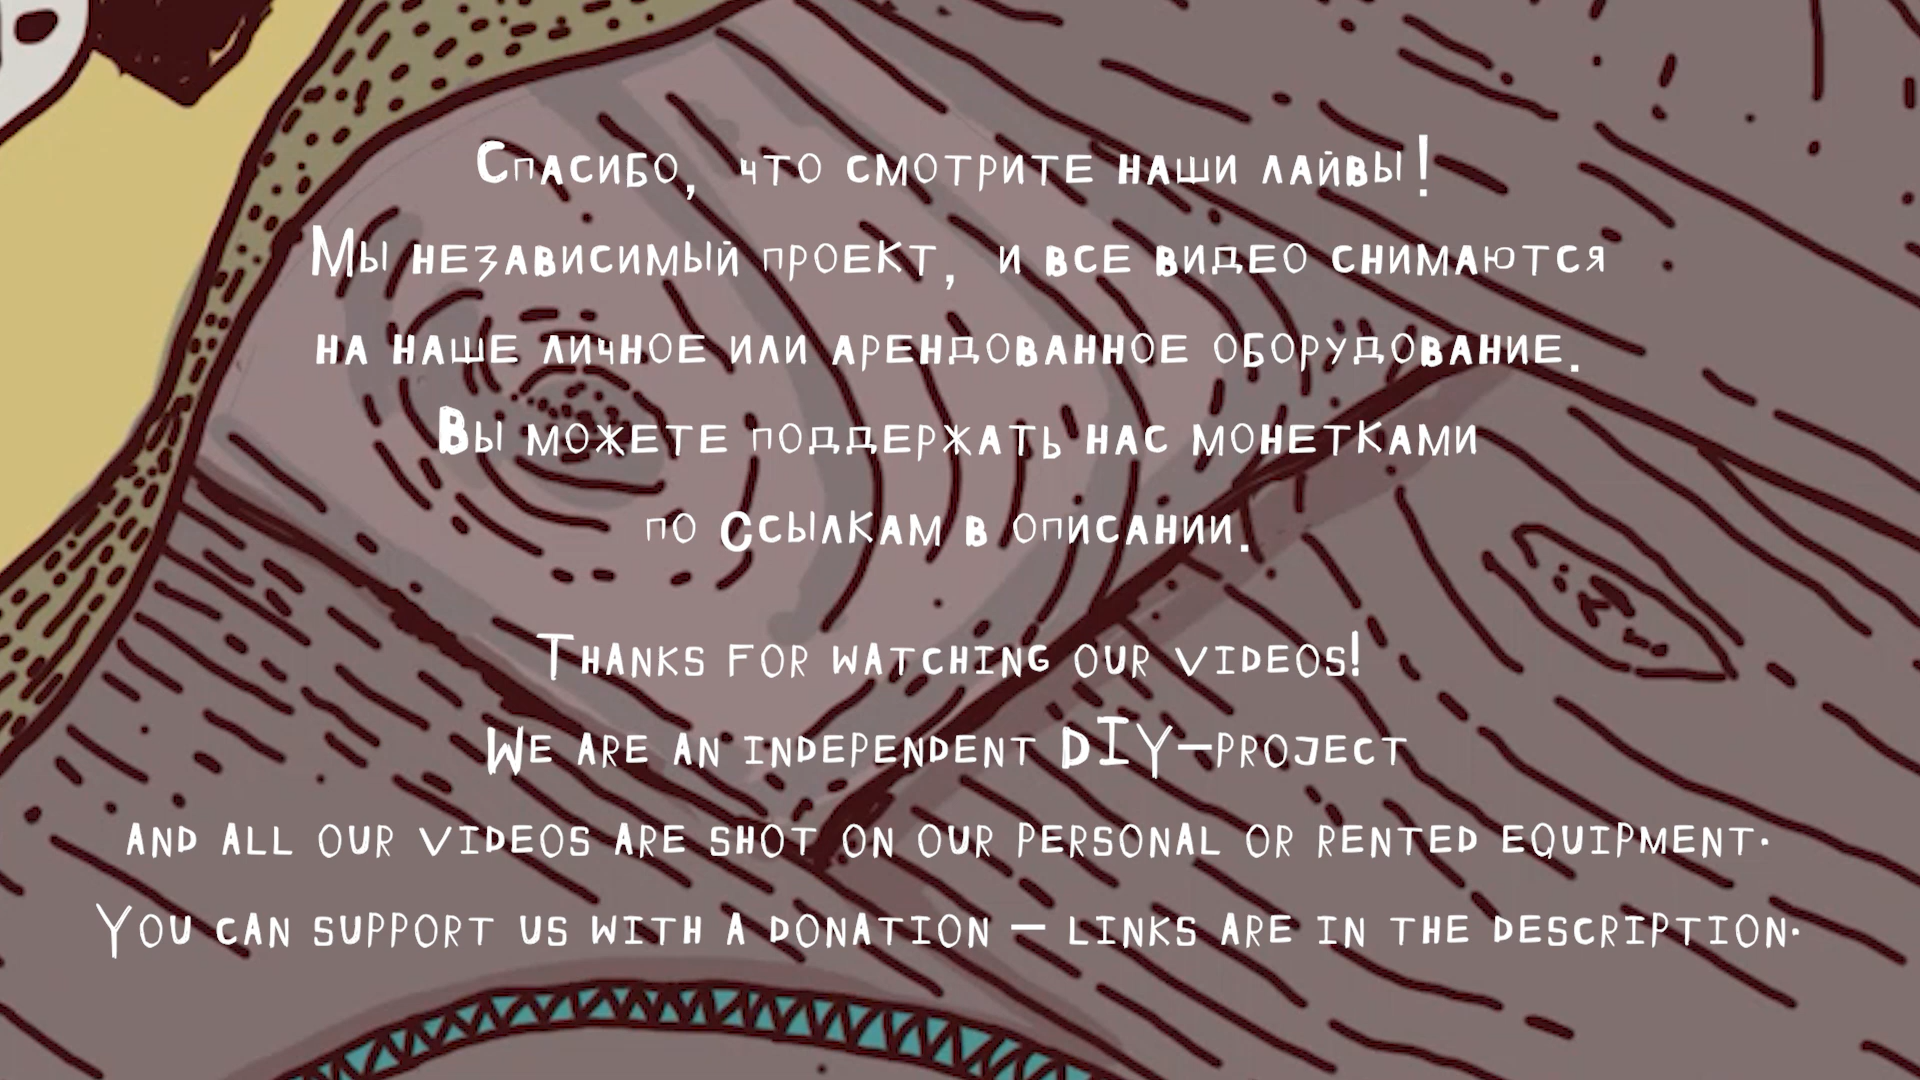 Спасибо, что смотрите наши лайвы!
Мы независимый проект, и все видео снимаются
на наше личное или арендованное оборудование.
Вы можете поддержать нас монетками
по Ссылкам в описании.
Thanks for watching our videos!
We are an independent DIY-project
and all our videos are shot on our personal or rented equipment.
You can support us with a donation – links are in the description.